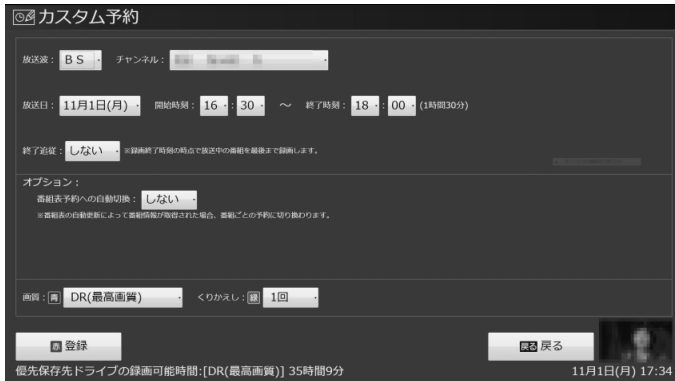 カスタム予約
放送波： ＢＳ チャンネル：
放送日： 11月1日(月) 開始時刻： 16 ： 30 ～ 終了時刻： 18 ： 00 (1時間30分)
終了追従： しない ※録画終了時刻の時点で放送中の番組を最後まで録画します。
オプション：
番組表予約への自動切換： しない
※番組表の自動更新によって番組情報が取得された場合、番組ごとの予約に切り換わります。
画質： 青 DR(最高画質) くりかえし： 緑 1回
赤 登録 戻る 戻る
優先保存先ドライブの録画可能時間:[DR(最高画質)] 35時間9分 11月1日(月) 17:34